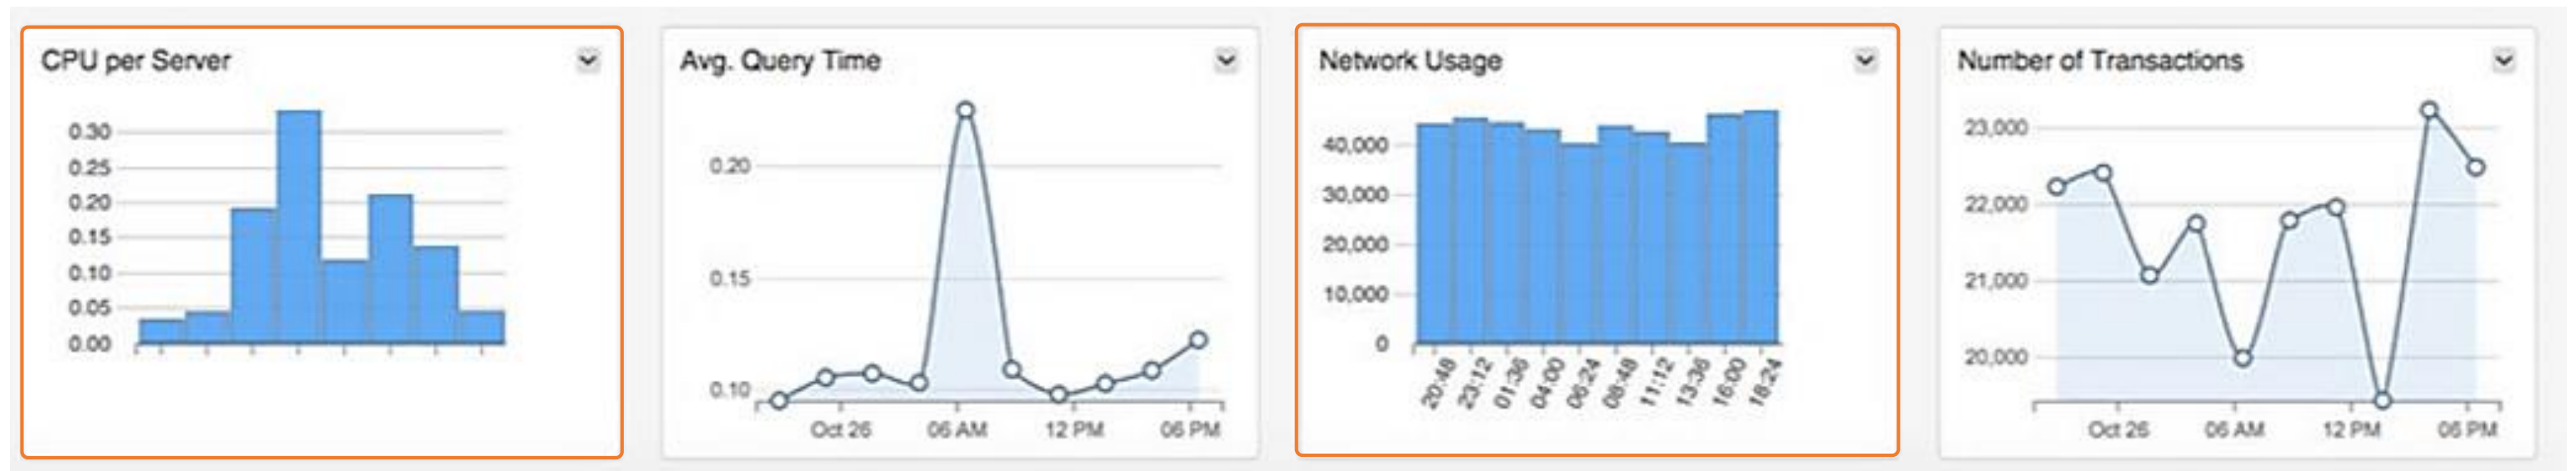 CPU per Server
0.30
0.25
0.20
0.15
0.10
0.05
0.00
Avg. Query Time
0.20
0.15
0.10
Oct 26 06 AM 12 PM 06 PM
Network Usage
40,000
30,000
20,000
10,000
0
20:48 23:12 01:36 04:00 06:24 08:48 11:12 13:36 16:00 18:24
Number of Transactions
23,000
22,000
21,000
20,000
Oct 26 06 AM 12 PM 06 PM